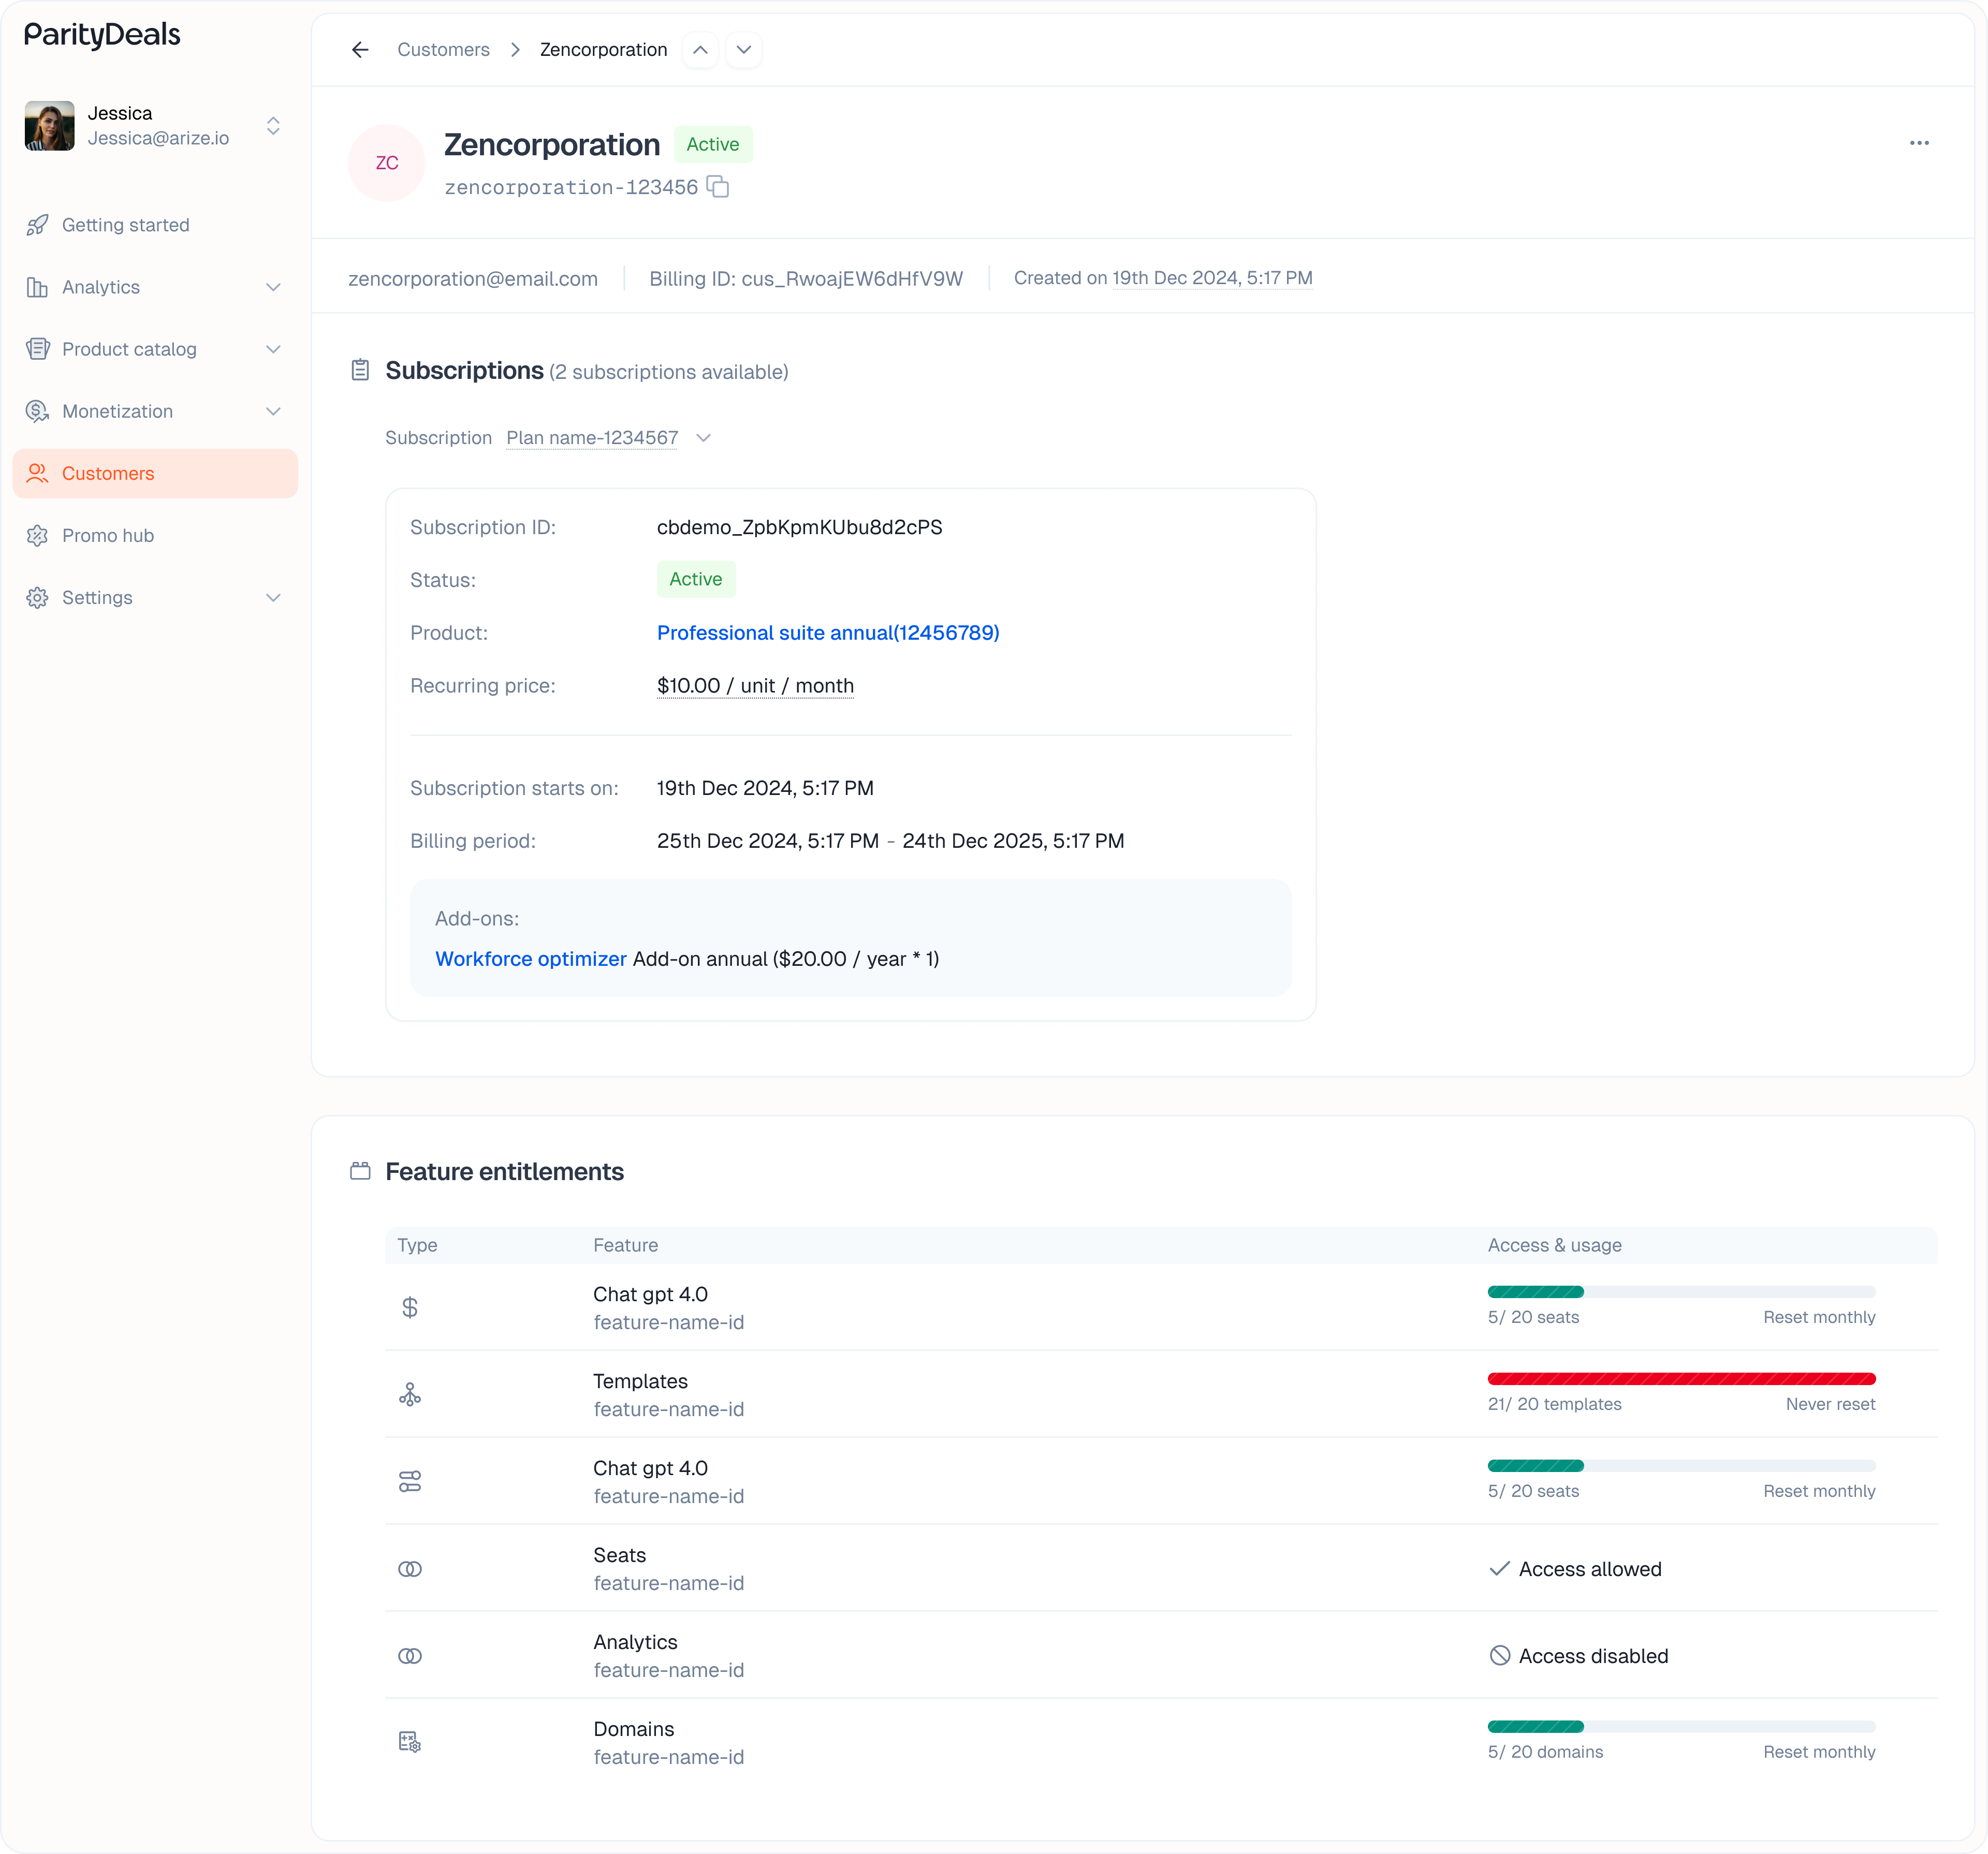 ParityDeals
Jessica
Jessica@arize.io
Getting started
Analytics
Product catalog
Monetization
Customers
Promo hub
Settings
Customers Zencorporation
ZC
Zencorporation Active
zencorporation-123456
zencorporation@email.com Billing ID: cus_RwoajEW6dHfV9W Created on 19th Dec 2024, 5:17 PM
Subscriptions (2 subscriptions available)
Subscription Plan name-1234567
Subscription ID: cbdemo_ZpbKpmKUbu8d2cPS
Status: Active
Product: Professional suite annual(12456789)
Recurring price: $10.00 / unit / month
Subscription starts on: 19th Dec 2024, 5:17 PM
Billing period: 25th Dec 2024, 5:17 PM - 24th Dec 2025, 5:17 PM
Add-ons:
Workforce optimizer Add-on annual ($20.00 / year * 1)
Feature entitlements
Type Feature Access & usage
Chat gpt 4.0
feature-name-id
5/ 20 seats Reset monthly
Templates
feature-name-id
21/ 20 templates Never reset
Chat gpt 4.0
feature-name-id
5/ 20 seats Reset monthly
Seats
feature-name-id
Access allowed
Analytics
feature-name-id
Access disabled
Domains
feature-name-id
5/ 20 domains Reset monthly